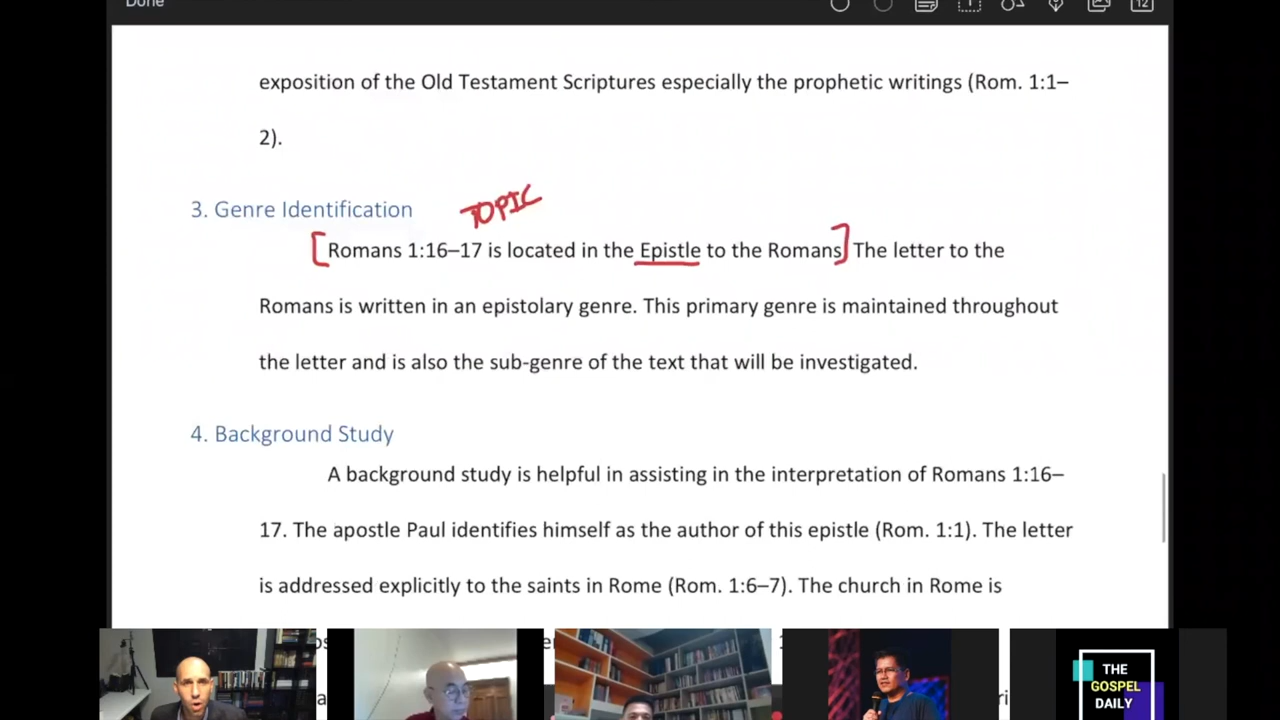 Done
12
exposition of the Old Testament Scriptures especially the prophetic writings (Rom. 1:1–
2).
3. Genre Identification
TOPIC
[Romans 1:16–17 is located in the Epistle to the Romans] The letter to the
Romans is written in an epistolary genre. This primary genre is maintained throughout
the letter and is also the sub-genre of the text that will be investigated.
4. Background Study
A background study is helpful in assisting in the interpretation of Romans 1:16–
17. The apostle Paul identifies himself as the author of this epistle (Rom. 1:1). The letter
is addressed explicitly to the saints in Rome (Rom. 1:6–7). The church in Rome is
THE
GOSPEL
DAILY